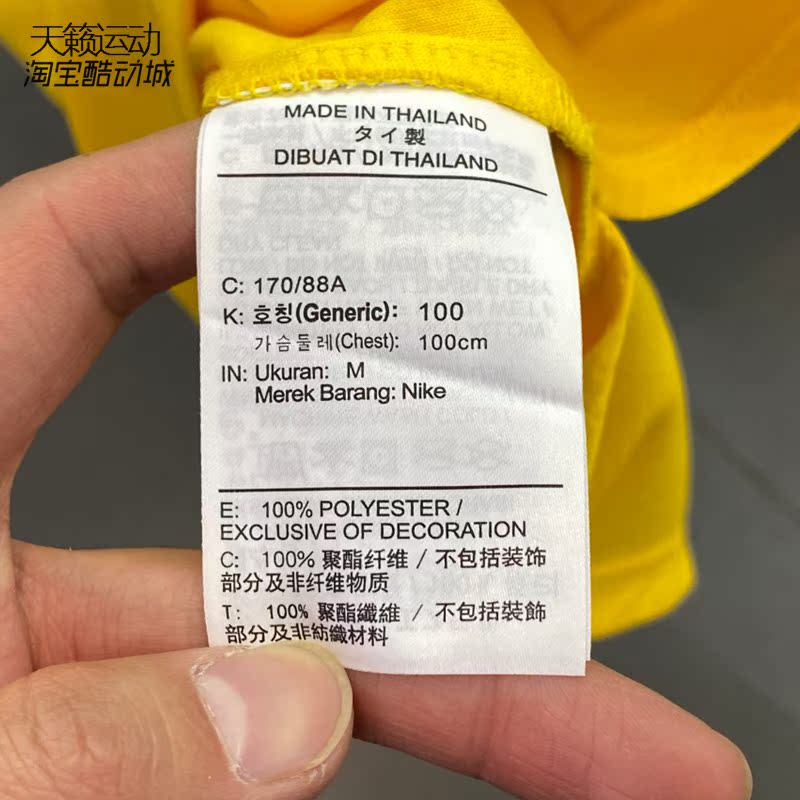 天籁运动
淘宝酷动城
MADE IN THAILAND
タイ製
DIBUAT DI THAILAND
C: 170/88A
K: 호칭(Generic): 100
가슴둘레(Chest): 100cm
IN: Ukuran: M
Merek Barang: Nike
E: 100% POLYESTER /
EXCLUSIVE OF DECORATION
C: 100% 聚酯纤维 / 不包括装饰
部分及非纤维物质
T: 100% 聚酯纖維 / 不包括裝飾
部分及非紡織材料